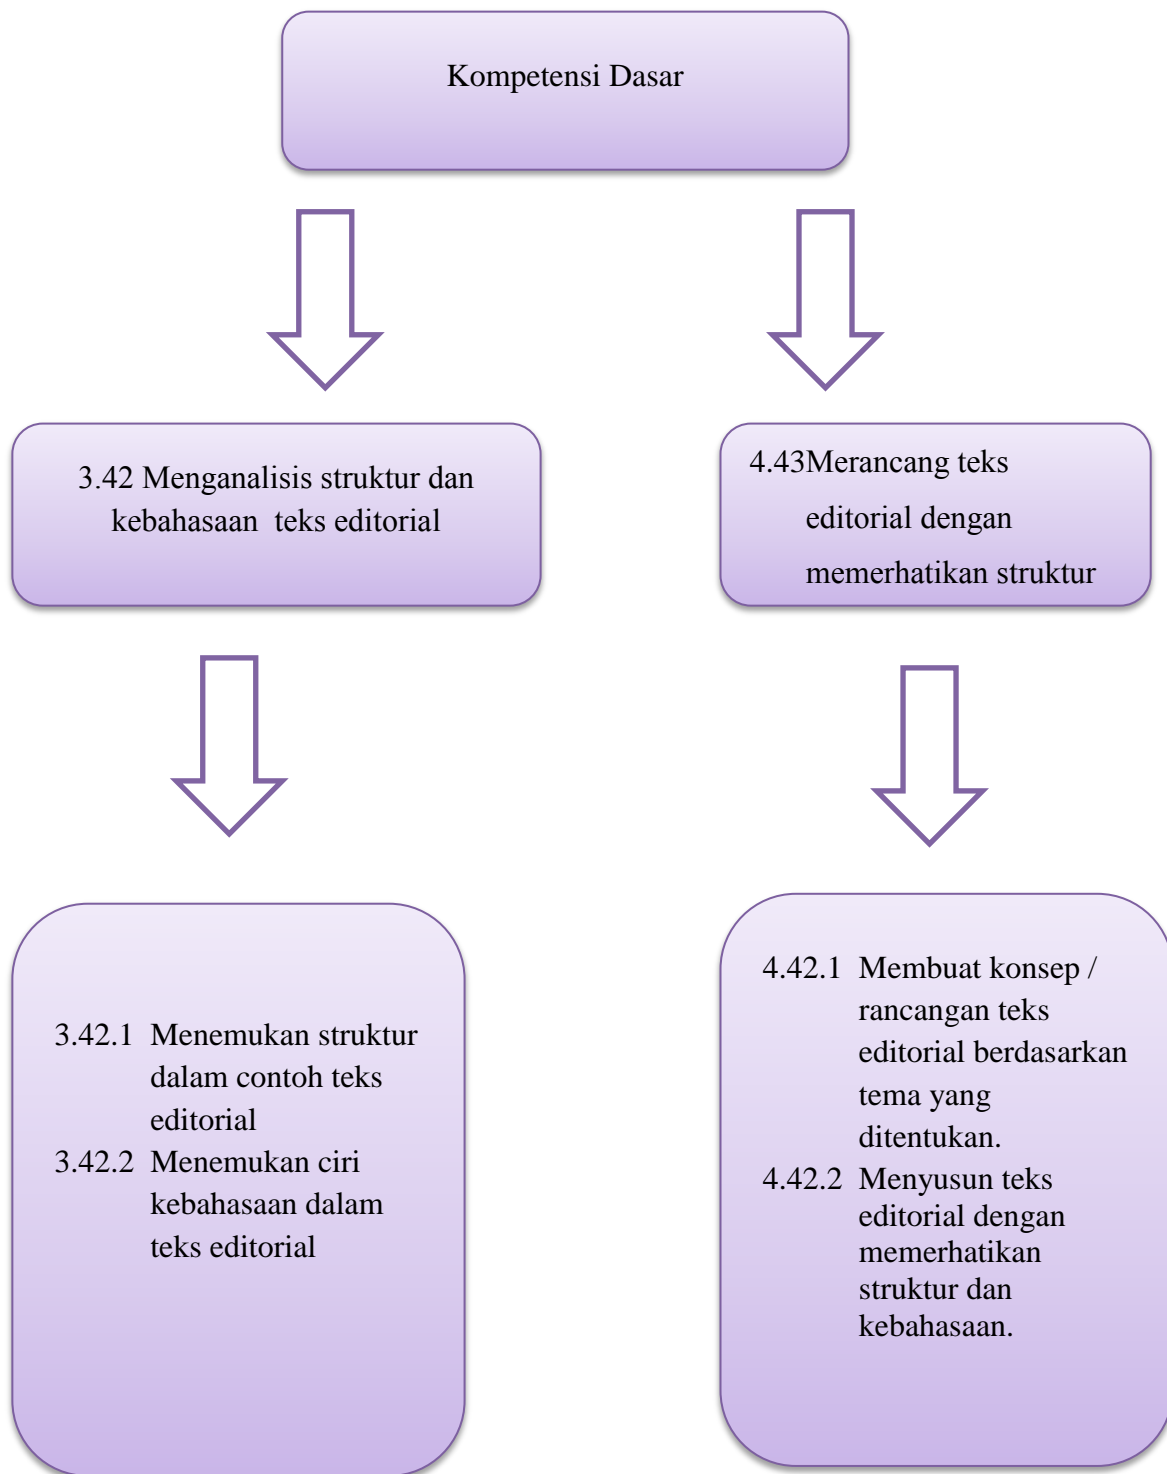 Kompetensi Dasar
3.42 Menganalisis struktur dan
kebahasaan  teks editorial
4.43Merancang teks
editorial dengan
memerhatikan struktur
3.42.1  Menemukan struktur
dalam contoh teks
editorial
3.42.2  Menemukan ciri
kebahasaan dalam
teks editorial
4.42.1  Membuat konsep /
rancangan teks
editorial berdasarkan
tema yang
ditentukan.
4.42.2  Menyusun teks
editorial dengan
memerhatikan
struktur dan
kebahasaan.